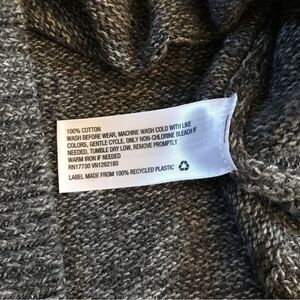 100% COTTON
WASH BEFORE WEAR, MACHINE WASH COLD WITH LIKE
COLORS, GENTLE CYCLE, ONLY NON-CHLORINE BLEACH IF
NEEDED, TUMBLE DRY LOW, REMOVE PROMPTLY
WARM IRON IF NEEDED
RN17730 VN1262180
LABEL MADE FROM 100% RECYCLED PLASTIC